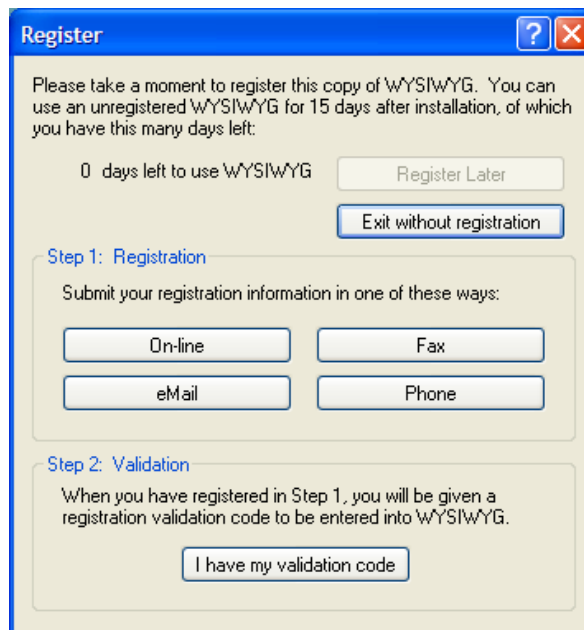 Register
Please take a moment to register this copy of WYSIWYG. You can
use an unregistered WYSIWYG for 15 days after installation, of which
you have this many days left:
0 days left to use WYSIWYG
Register Later
Exit without registration
Step 1: Registration
Submit your registration information in one of these ways:
On-line
Fax
eMail
Phone
Step 2: Validation
When you have registered in Step 1, you will be given a
registration validation code to be entered into WYSIWYG.
I have my validation code